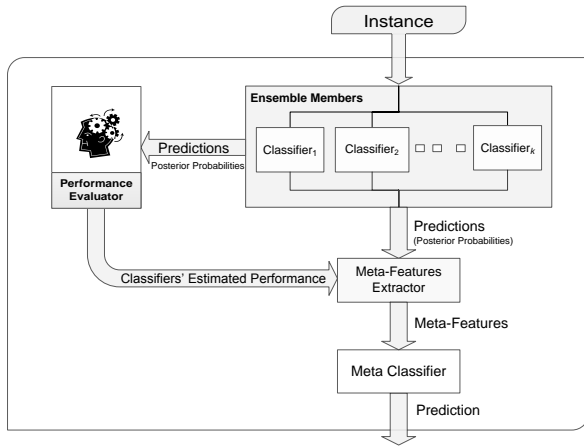 Instance
Ensemble Members
Classifier1
Classifier2
Classifierk
Predictions
Posterior Probabilities
Performance
Evaluator
Predictions
(Posterior Probabilities)
Classifiers' Estimated Performance
Meta-Features
Extractor
Meta-Features
Meta Classifier
Prediction